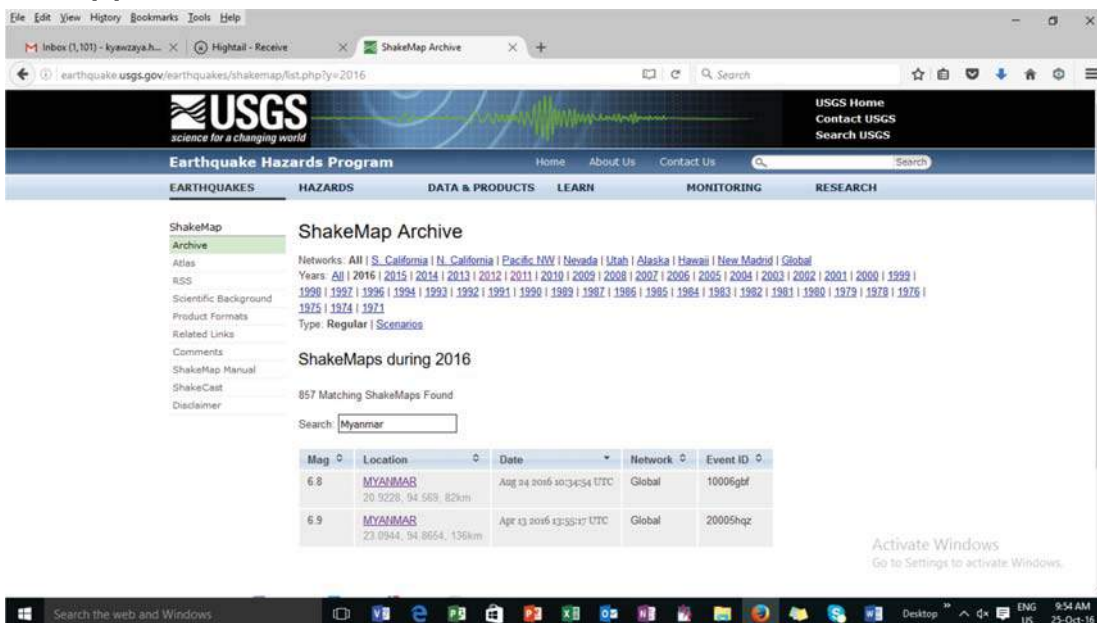 File Edit View History Bookmarks Tools Help
Inbox (1,101) - kyawzaya.h... × Hightail - Receive × ShakeMap Archive × +
earthquake.usgs.gov/earthquakes/shakemap/list.php?y=2016 Search
USGS
science for a changing world
USGS Home
Contact USGS
Search USGS
Earthquake Hazards Program Home About Us Contact Us Search
EARTHQUAKES HAZARDS DATA & PRODUCTS LEARN MONITORING RESEARCH
ShakeMap
Archive
Atlas
RSS
Scientific Background
Product Formats
Related Links
Comments
ShakeMap Manual
ShakeCast
Disclaimer
ShakeMap Archive
Networks: All | S. California | N. California | Pacific NW | Nevada | Utah | Alaska | Hawaii | New Madrid | Global
Years: All | 2016 | 2015 | 2014 | 2013 | 2012 | 2011 | 2010 | 2009 | 2008 | 2007 | 2006 | 2005 | 2004 | 2003 | 2002 | 2001 | 2000 | 1999 |
1998 | 1997 | 1996 | 1994 | 1993 | 1992 | 1991 | 1990 | 1989 | 1987 | 1986 | 1985 | 1984 | 1983 | 1982 | 1981 | 1980 | 1979 | 1978 | 1976 |
1975 | 1974 | 1971
Type: Regular | Scenarios
ShakeMaps during 2016
857 Matching ShakeMaps Found
Search: Myanmar
Mag Location Date Network Event ID
6.8 MYANMAR Aug 24 2016 10:34:54 UTC Global 10006gbf
20.9228, 94.569, 82km
6.9 MYANMAR Apr 13 2016 13:55:17 UTC Global 20005hqz
23.0944, 94.8654, 136km
Activate Windows
Go to Settings to activate Windows.
Search the web and Windows Desktop ENG 9:54 AM
US 25-Oct-16